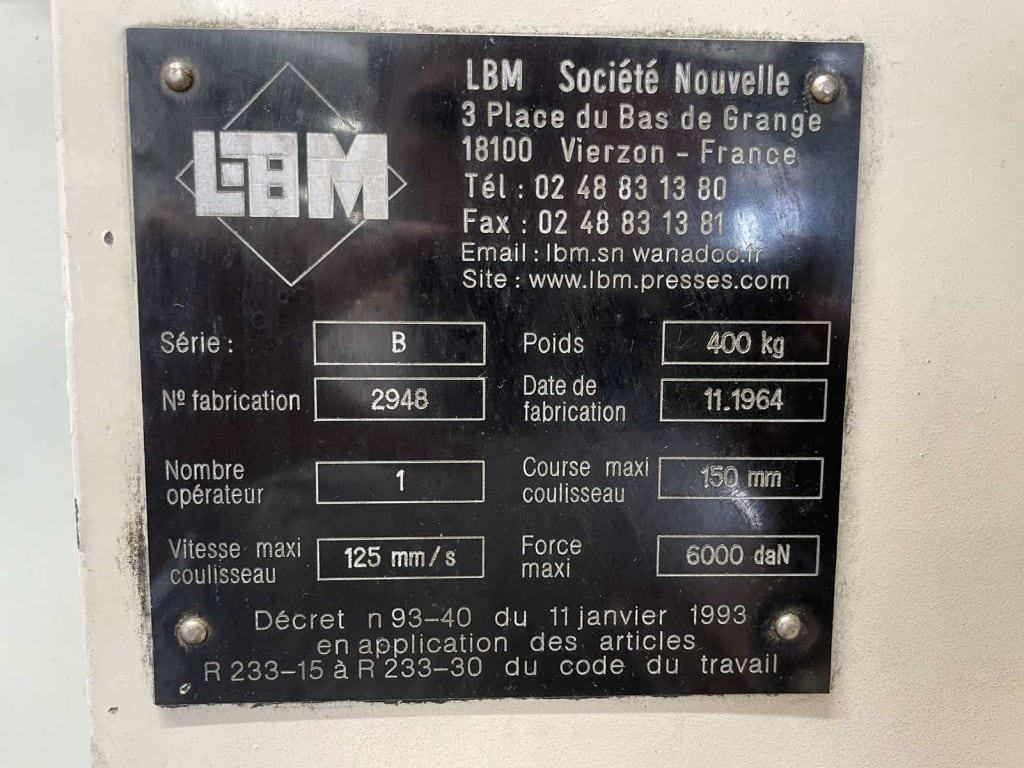 LBM
LBM Société Nouvelle
3 Place du Bas de Grange
18100 Vierzon - France
Tél : 02 48 83 13 80
Fax : 02 48 83 13 81
Email : lbm.sn wanadoo.fr
Site : www.lbm.presses.com
Série : B
Poids 400 kg
Nº fabrication 2948
Date de
fabrication 11.1964
Nombre
opérateur 1
Course maxi
coulisseau 150 mm
Vitesse maxi
coulisseau 125 mm/s
Force
maxi 6000 daN
Décret n 93-40 du 11 janvier 1993
en application des articles
R 233-15 à R 233-30 du code du travail